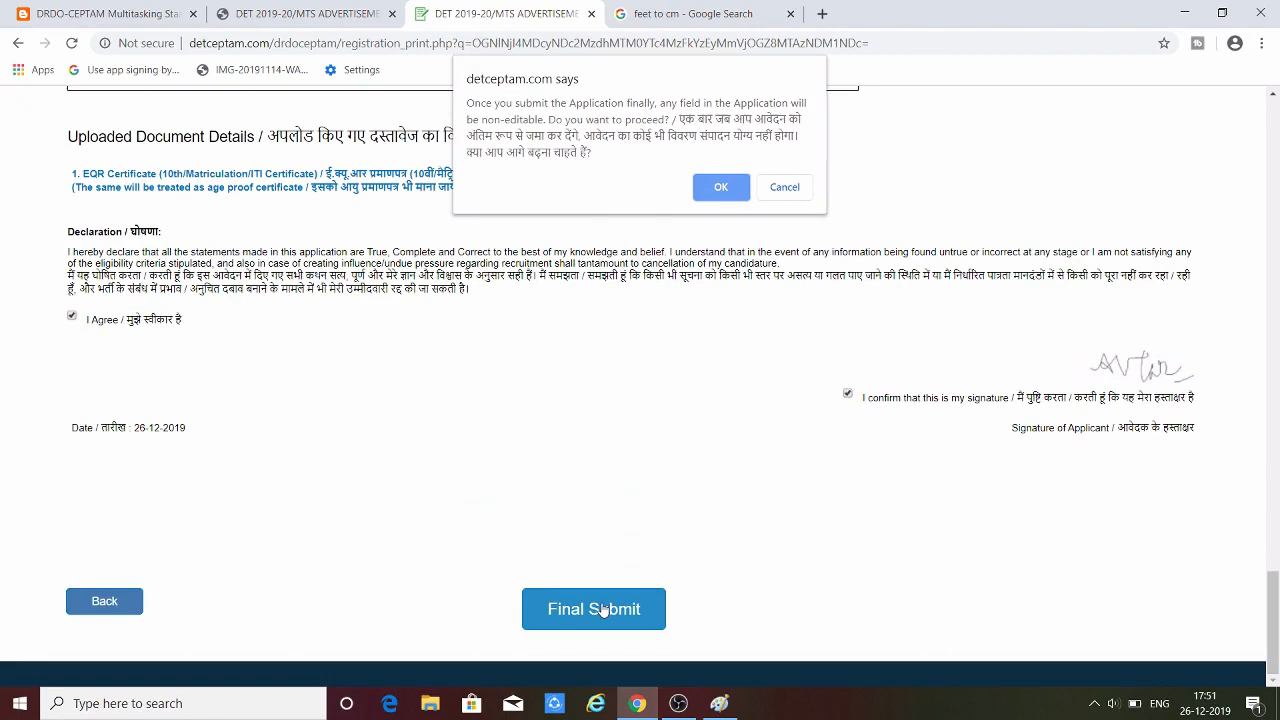 DRDO-CEPTAM Multitasking Sta
DET 2019-20/MTS ADVERTISEME
DET 2019-20/MTS ADVERTISEME
feet to cm - Google Search
Not secure
detceptam.com/drdoceptam/registration_print.php?q=OGNlNjI4MDcyNDc2MzdhMTM0YTc4MzFkYzEyMmVjOGZ8MTAzNDM1NDc=
Apps
Use app signing by...
IMG-20191114-WA...
Settings
detceptam.com says
Once you submit the Application finally, any field in the Application will
be non-editable. Do you want to proceed? / एक बार जब आप आवेदन को
अंतिम रूप से जमा कर देंगे, आवेदन का कोई भी विवरण संपादन योग्य नहीं होगा।
क्या आप आगे बढ़ना चाहते हैं?
OK
Cancel
Uploaded Document Details / अपलोड किए गए दस्तावेज का वि
1. EQR Certificate (10th/Matriculation/ITI Certificate) / ई.क्यू.आर प्रमाणपत्र (10वीं/मैट्रि
(The same will be treated as age proof certificate / इसको आयु प्रमाणपत्र भी माना जाये
Declaration / घोषणा:
I hereby declare that all the statements made in this application are True, Complete and Correct to the best of my knowledge and belief. I understand that in the event of any information being found untrue or incorrect at any stage or I am not satisfying any
of the eligibility criteria stipulated, and also in case of creating influence/undue pressure regarding recruitment shall tantamount to cancellation of my candidature.
मैं यह घोषित करता / करती हूं कि इस आवेदन में दिए गए सभी कथन सत्य, पूर्ण और मेरे ज्ञान और विश्वास के अनुसार सही हैं। मैं समझता / समझती हूं कि किसी भी सूचना को किसी भी स्तर पर असत्य या गलत पाए जाने की स्थिति में या मैं निर्धारित पात्रता मानदंडों में से किसी को पूरा नहीं कर रहा / रही
हूँ, और भर्ती के संबंध में प्रभाव / अनुचित दबाव बनाने के मामले में भी मेरी उम्मीदवारी रद्द की जा सकती है।
I Agree / मुझे स्वीकार है
AVTar
I confirm that this is my signature / मैं पुष्टि करता / करती हूं कि यह मेरा हस्ताक्षर है
Date / तारीख : 26-12-2019
Signature of Applicant / आवेदक के हस्ताक्षर
Back
Final Submit
Type here to search
ENG
17:51
26-12-2019
1